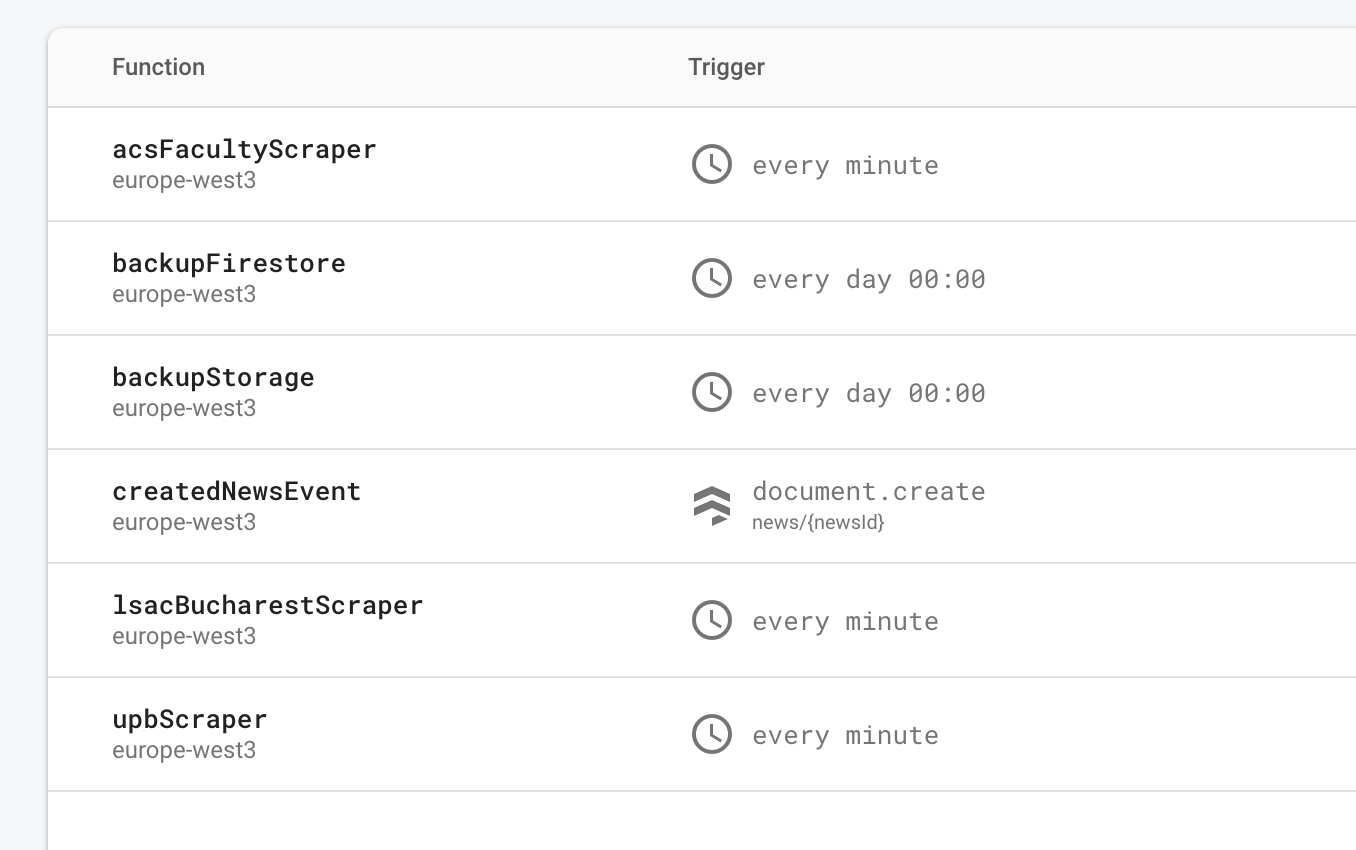 Function Trigger
acsFacultyScraper
europe-west3
every minute
backupFirestore
europe-west3
every day 00:00
backupStorage
europe-west3
every day 00:00
createdNewsEvent
europe-west3
document.create
news/{newsId}
lsacBucharestScraper
europe-west3
every minute
upbScraper
europe-west3
every minute